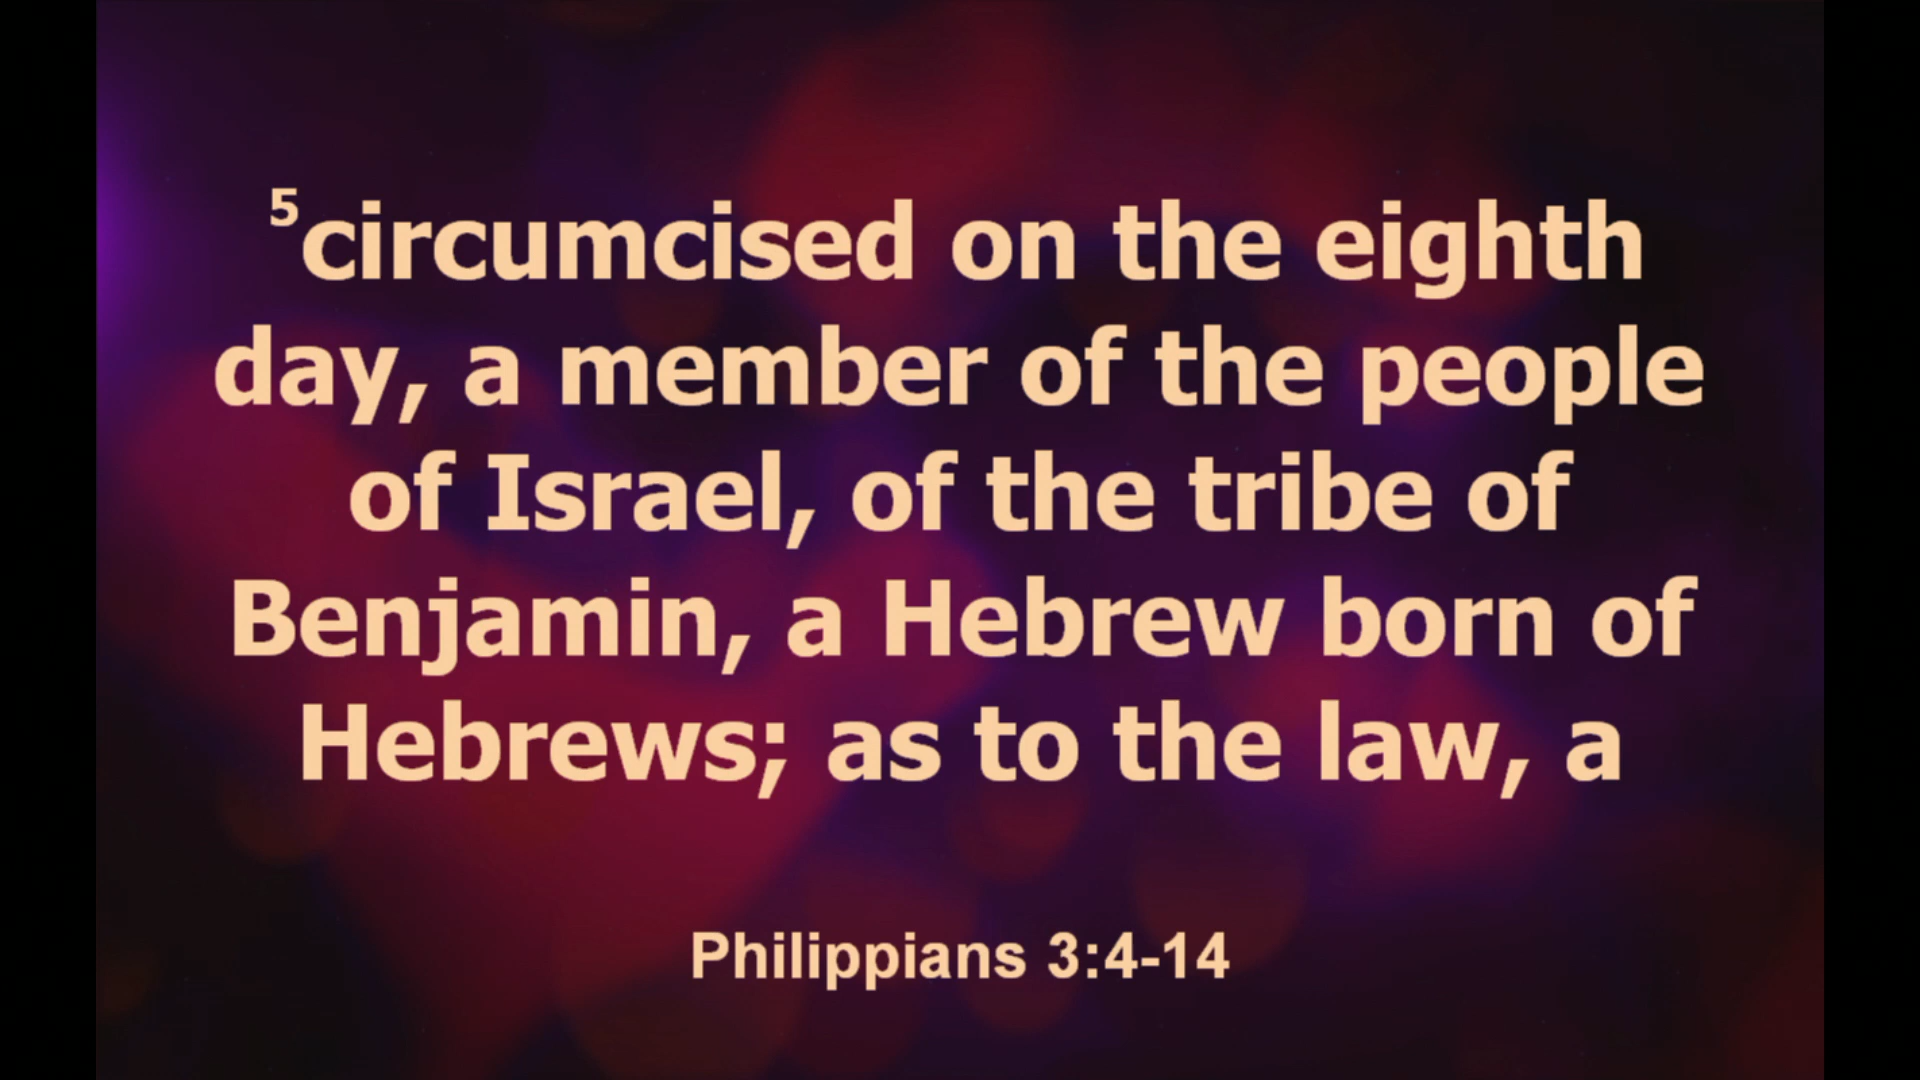 ⁵circumcised on the eighth
day, a member of the people
of Israel, of the tribe of
Benjamin, a Hebrew born of
Hebrews; as to the law, a
Philippians 3:4-14